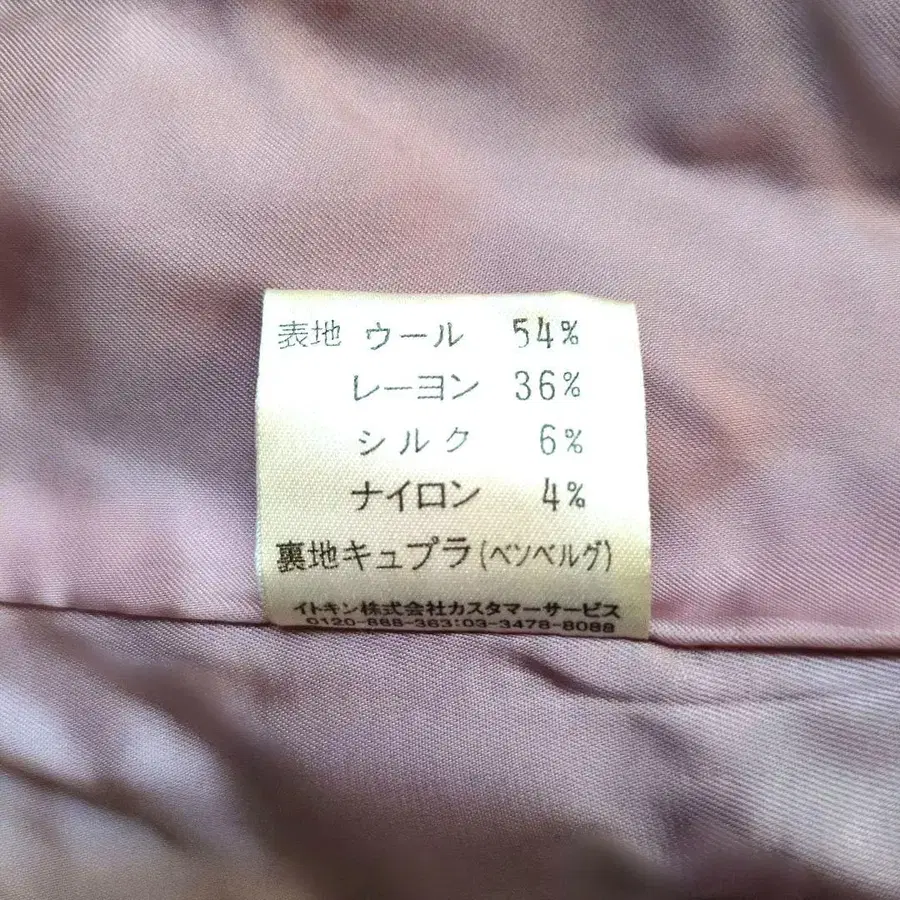 表地 ウール 54%
レーヨン 36%
シルク 6%
ナイロン 4%
裏地キュプラ(ベンベルグ)
イトキン株式会社カスタマーサービス
0120-888-363:03-3478-8088